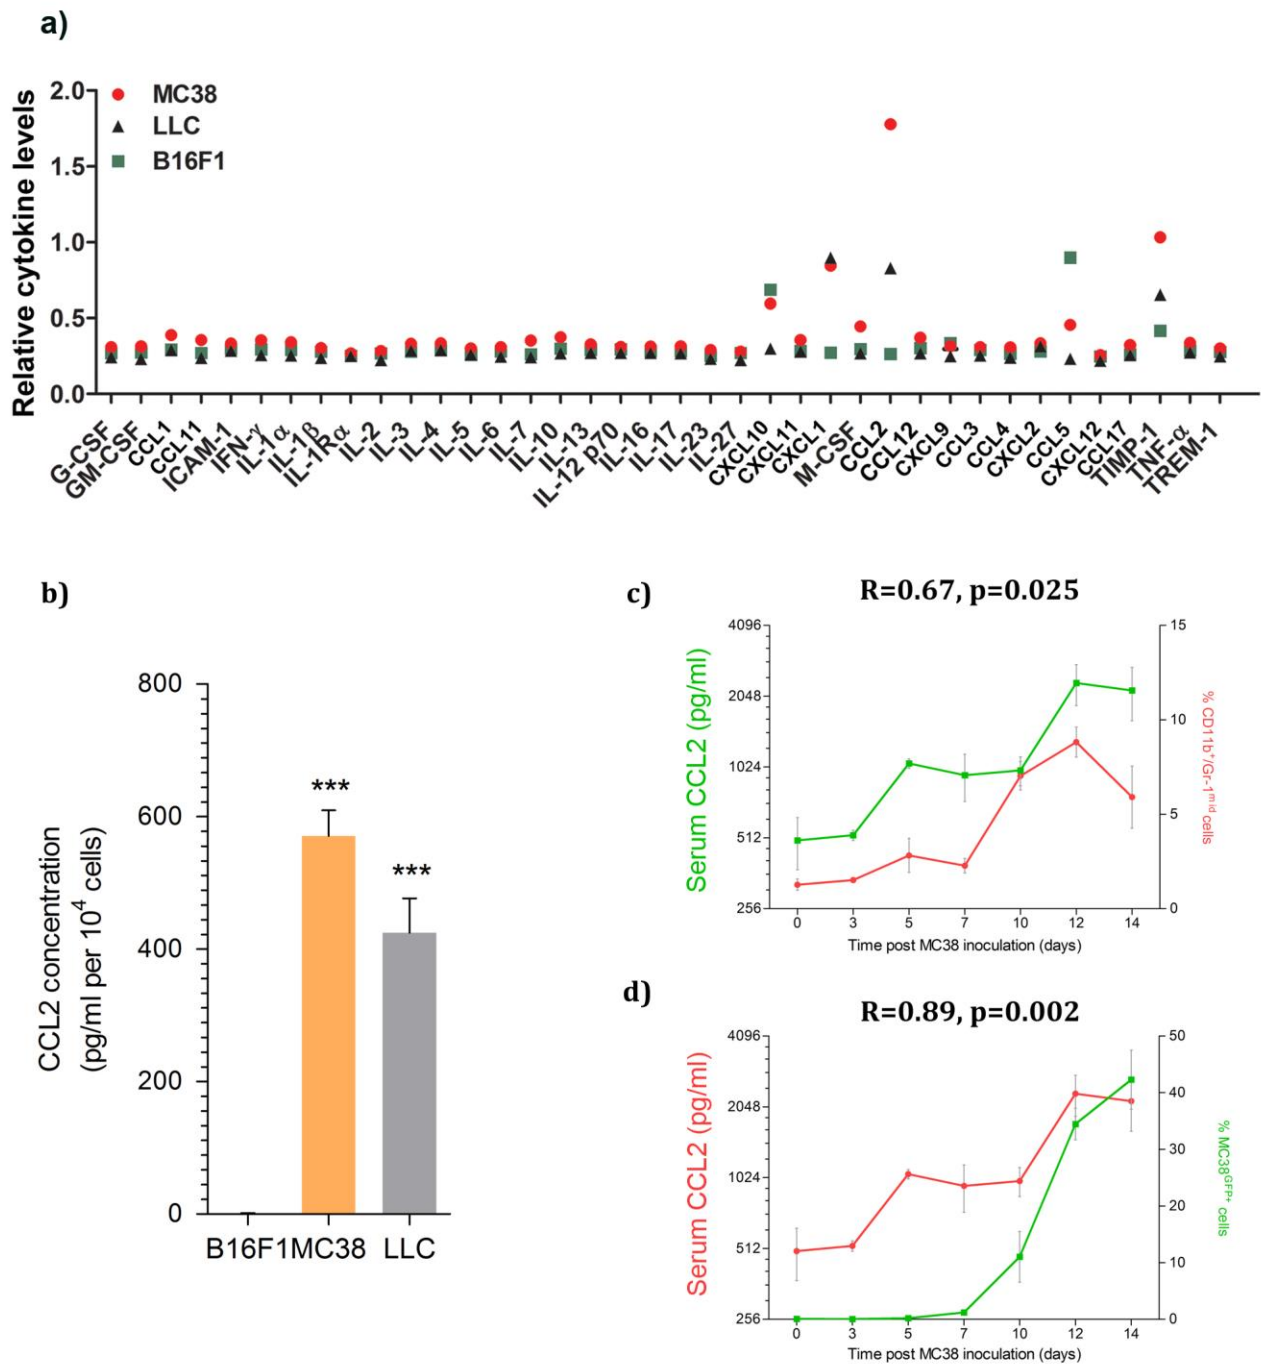 a)
Relative cytokine levels
2.0
1.5
1.0
0.5
0.0
MC38
LLC
B16F1
G-CSF
GM-CSF
CCL1
CCL11
ICAM-1
IFN-γ
IL-1α
IL-1β
IL-1Rα
IL-2
IL-3
IL-4
IL-5
IL-6
IL-7
IL-10
IL-13
IL-12 p70
IL-16
IL-17
IL-23
IL-27
CXCL10
CXCL11
CXCL1
M-CSF
CCL2
CCL12
CXCL9
CCL3
CCL4
CXCL2
CCL5
CXCL12
CCL17
TIMP-1
TNF-α
TREM-1
b)
CCL2 concentration
(pg/ml per 10⁴ cells)
800
600
400
200
0
***
***
B16F1 MC38 LLC
c)
R=0.67, p=0.025
Serum CCL2 (pg/ml)
4096
2048
1024
512
256
15
10
5
0
% CD11b⁺/Gr-1ᵐⁱᵈ cells
0 3 5 7 10 12 14
Time post MC38 inoculation (days)
d)
R=0.89, p=0.002
Serum CCL2 (pg/ml)
4096
2048
1024
512
256
50
40
30
20
10
0
% MC38ᴳᶠᴾ⁺ cells
0 3 5 7 10 12 14
Time post MC38 inoculation (days)